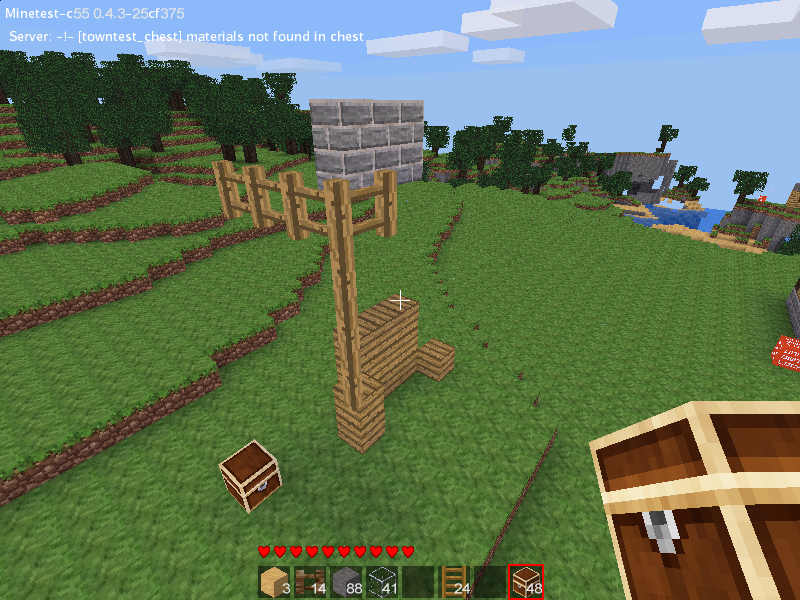 Minetest-c55 0.4.3-25cf375
Server: -!- [towntest_chest] materials not found in chest
3 14 88 41 24 48